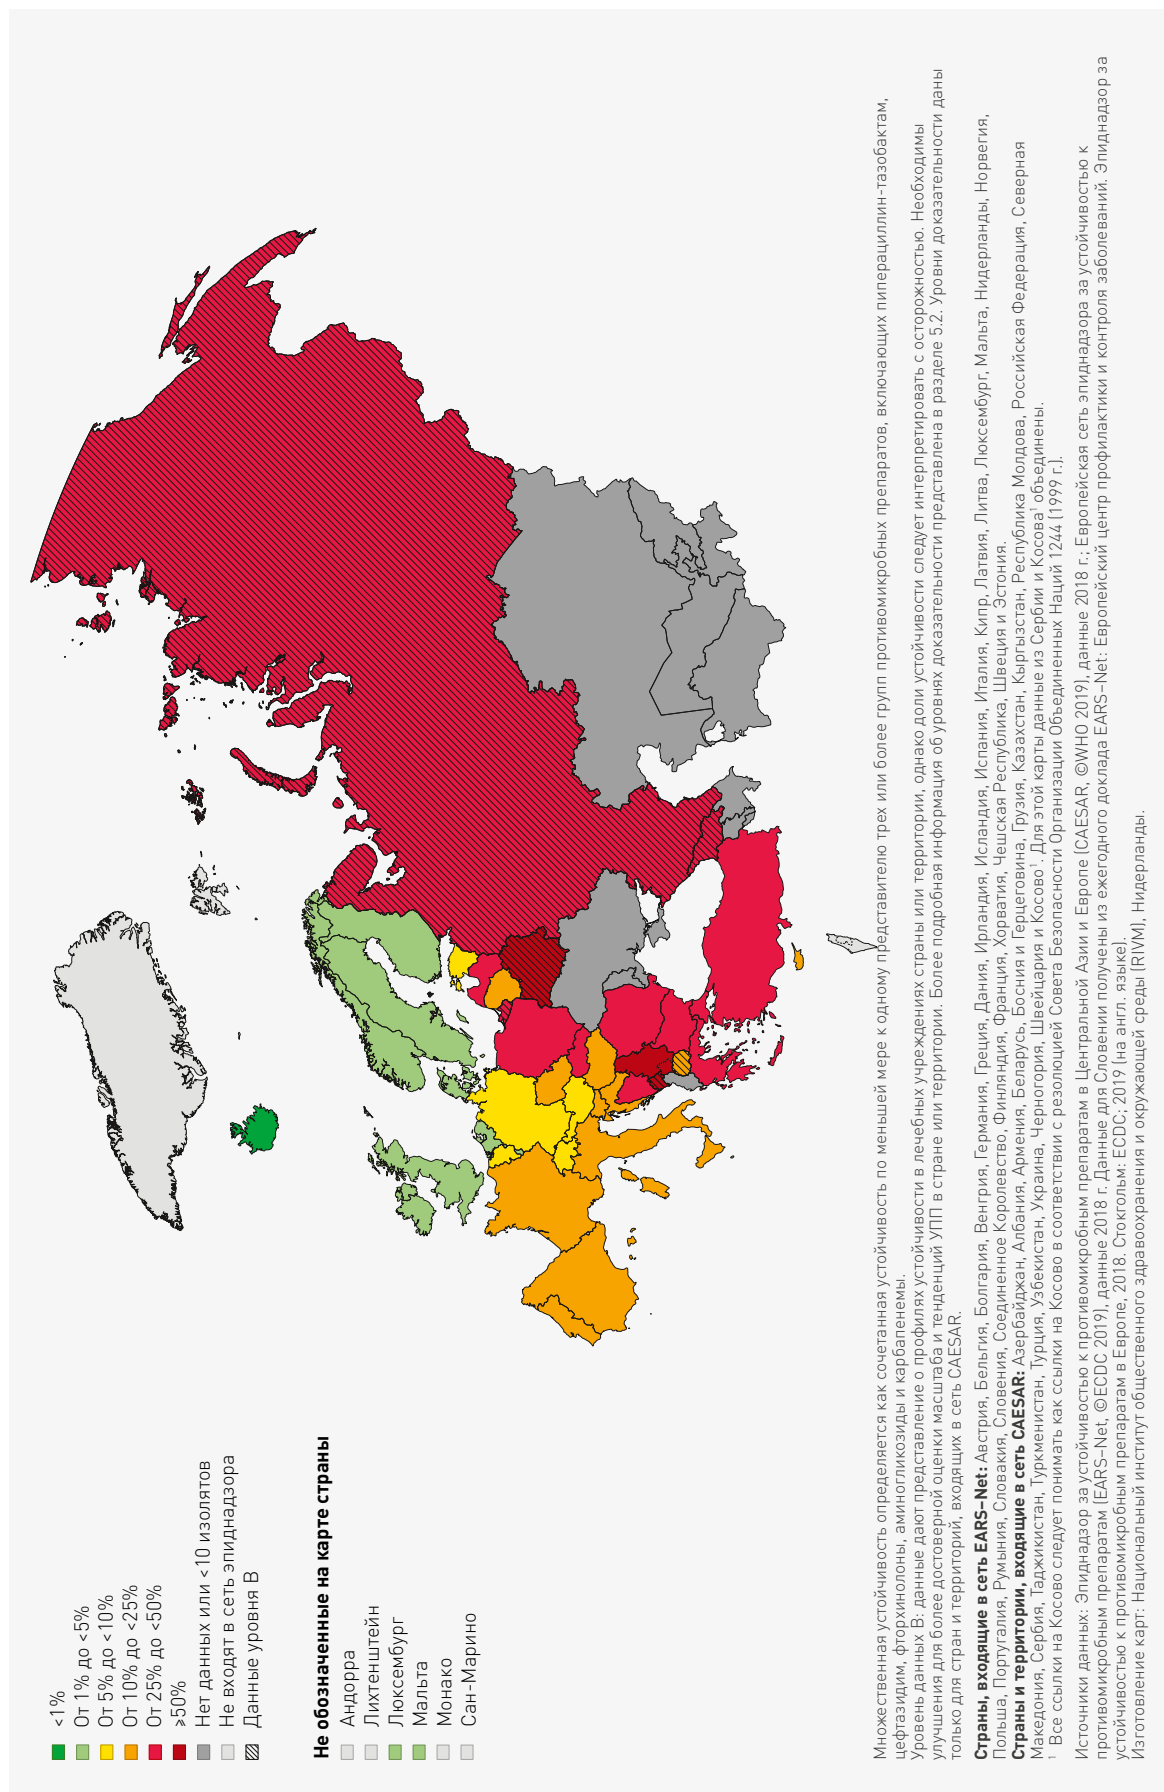 <1%
От 1% до <5%
От 5% до <10%
От 10% до <25%
От 25% до <50%
≥50%
Нет данных или <10 изолятов
Не входят в сеть эпиднадзора
Данные уровня B
Не обозначенные на карте страны
Андорра
Лихтенштейн
Люксембург
Мальта
Монако
Сан-Марино
Множественная устойчивость определяется как сочетанная устойчивость по меньшей мере к одному представителю трех или более групп противомикробных препаратов, включающих пиперациллин-тазобактам,
цефтазидим, фторхинолоны, аминогликозиды и карбапенемы.
Уровень данных B: данные дают представление о профилях устойчивости в лечебных учреждениях страны или территории, однако доли устойчивости следует интерпретировать с осторожностью. Необходимы
улучшения для более достоверной оценки масштаба и тенденций УПП в стране или территории. Более подробная информация об уровнях доказательности представлена в разделе 5.2. Уровни доказательности даны
только для стран и территорий, входящих в сеть CAESAR.
Страны, входящие в сеть EARS–Net: Австрия, Бельгия, Болгария, Венгрия, Германия, Греция, Дания, Ирландия, Исландия, Испания, Италия, Кипр, Латвия, Литва, Люксембург, Мальта, Нидерланды, Норвегия,
Польша, Португалия, Румыния, Словакия, Словения, Соединенное Королевство, Финляндия, Франция, Хорватия, Чешская Республика, Швеция и Эстония.
Страны и территории, входящие в сеть CAESAR: Азербайджан, Албания, Армения, Беларусь, Босния и Герцеговина, Грузия, Казахстан, Кыргызстан, Республика Молдова, Российская Федерация, Северная
Македония, Сербия, Таджикистан, Туркменистан, Турция, Узбекистан, Украина, Черногория, Швейцария и Косово¹. Для этой карты данные из Сербии и Косова¹ объединены.
¹ Все ссылки на Косово следует понимать как ссылки на Косово в соответствии с резолюцией Совета Безопасности Организации Объединенных Наций 1244 (1999 г.).
Источники данных: Эпиднадзор за устойчивостью к противомикробным препаратам в Центральной Азии и Европе (CAESAR, ©WHO 2019), данные 2018 г.; Европейская сеть эпиднадзора за устойчивостью к
противомикробным препаратам (EARS–Net, ©ECDC 2019), данные 2018 г. Данные для Словении получены из ежегодного доклада EARS–Net: Европейский центр профилактики и контроля заболеваний. Эпиднадзор за
устойчивостью к противомикробным препаратам в Европе, 2018. Стокгольм: ECDC; 2019 (на англ. языке).
Изготовление карт: Национальный институт общественного здравоохранения и окружающей среды (RIVM), Нидерланды.